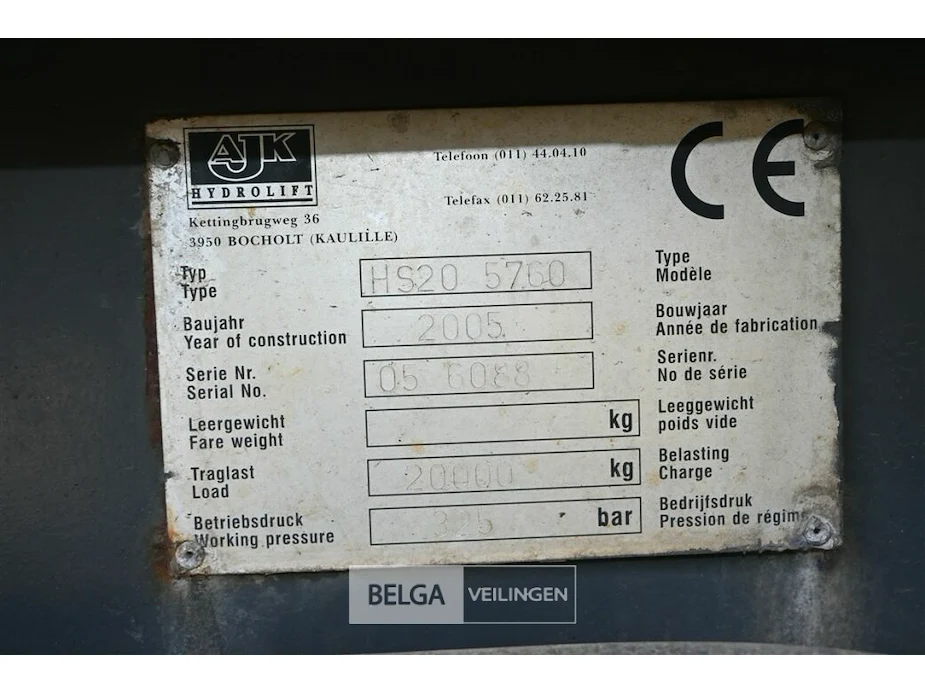 AJK
HYDROLIFT
Kettingbrugweg 36
3950 BOCHOLT (KAULILLE)
Telefoon (011) 44.04.10
Telefax (011) 62.25.81
CE
Typ
Type
HS20 5760
Type
Modèle
Baujahr
Year of construction
2005
Bouwjaar
Année de fabrication
Serie Nr.
Serial No.
05 6088
Serienr.
No de série
Leergewicht
Fare weight
kg
Leeggewicht
poids vide
Traglast
Load
20000
kg
Belasting
Charge
Betriebsdruck
Working pressure
bar
Bedrijfsdruk
Pression de régime
BELGA VEILINGEN